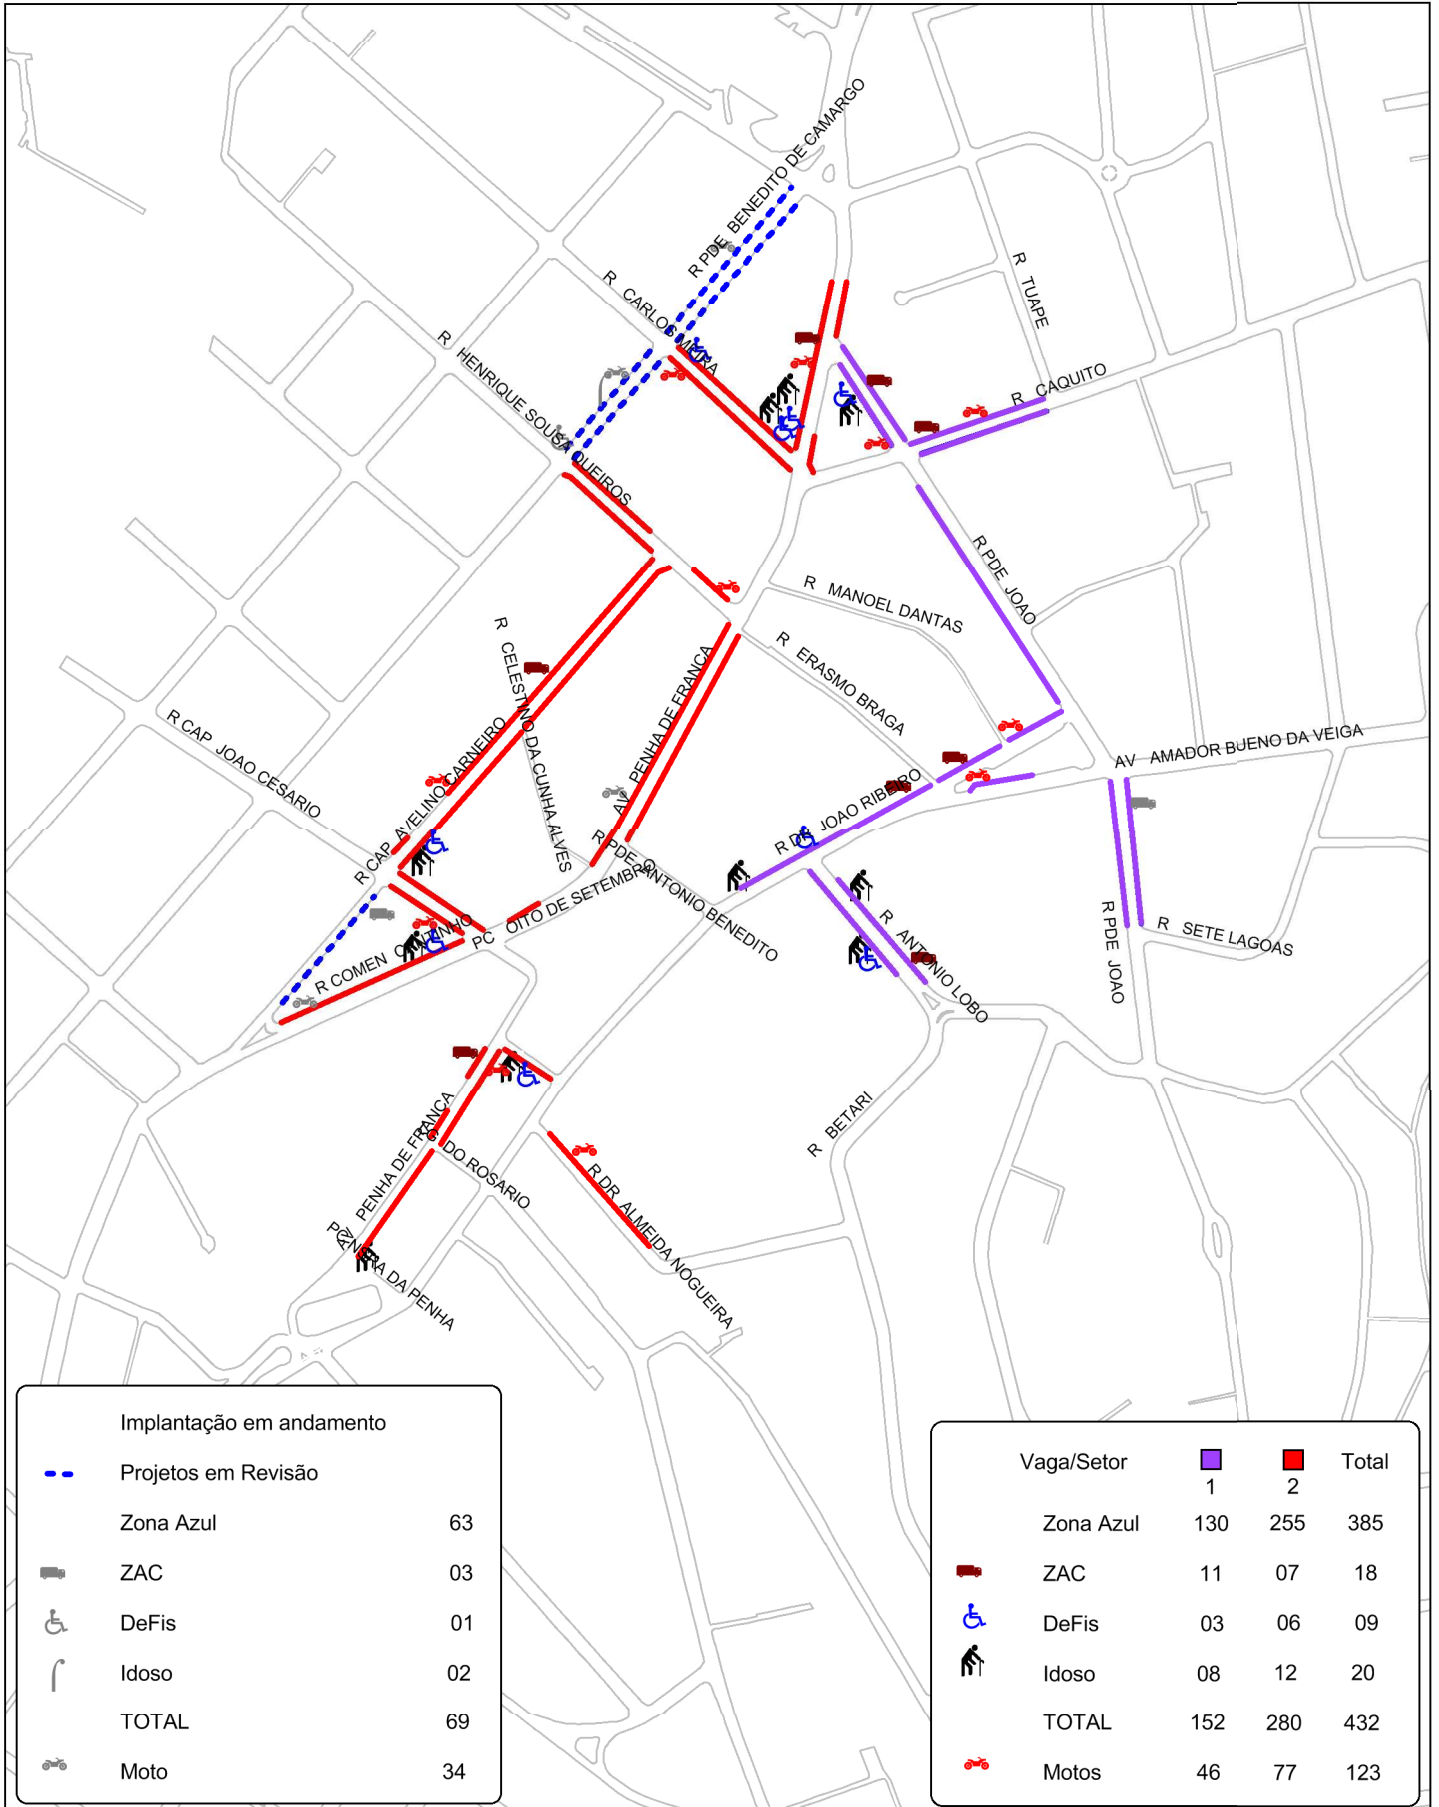 R PDE BENEDITO DE CAMARGO
R TUAPE
R CARLOS MEIRA
R HENRIQUE SOUSA QUEIROS
R CAQUITO
R PDE JOAO
R MANOEL DANTAS
R ERASMO BRAGA
R CELESTINO DA CUNHA ALVES
AV PENHA DE FRANCA
R CAP JOAO CESARIO
R CAP AVELINO CARNEIRO
AV AMADOR BUENO DA VEIGA
R DR JOAO RIBEIRO
R PDE ANTONIO BENEDITO
PC OITO DE SETEMBRO
R COMEN CANTINHO
R ANTONIO LOBO
R PDE JOAO
R SETE LAGOAS
R BETARI
AV PENHA DE FRANCA
DO ROSARIO
R DR ALMEIDA NOGUEIRA
DA PENHA
Implantação em andamento
Projetos em Revisão
Zona Azul 63
ZAC 03
DeFis 01
Idoso 02
TOTAL 69
Moto 34
Vaga/Setor 1 2 Total
Zona Azul 130 255 385
ZAC 11 07 18
DeFis 03 06 09
Idoso 08 12 20
TOTAL 152 280 432
Motos 46 77 123